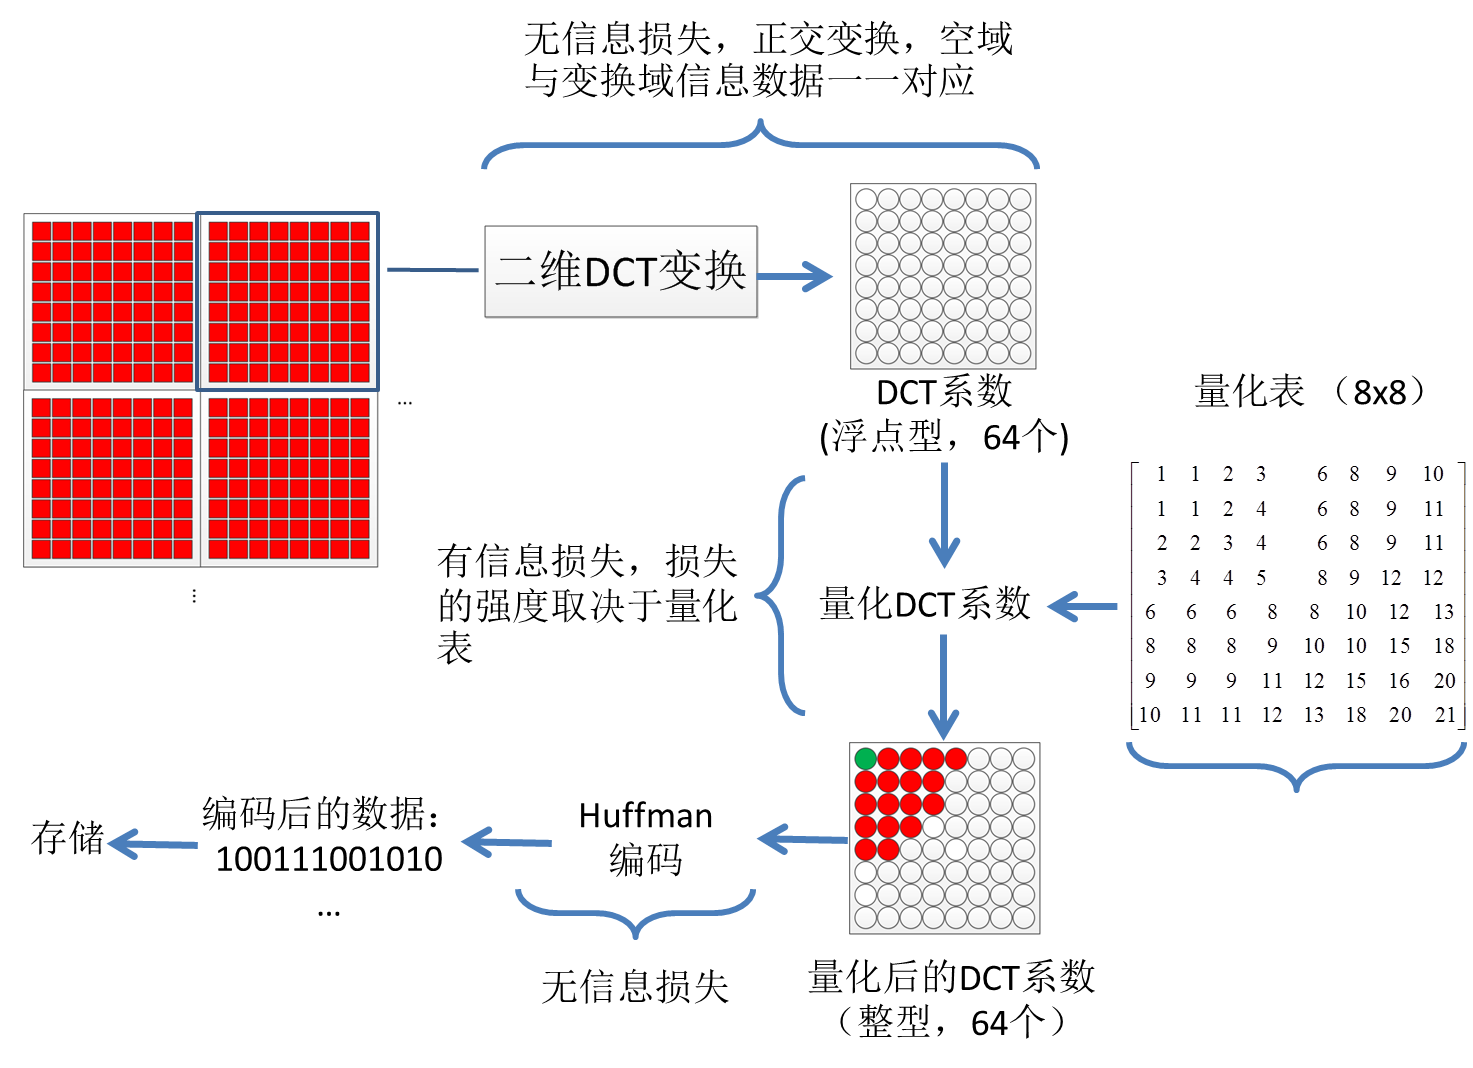 无信息损失，正交变换，空域
与变换域信息数据一一对应
二维DCT变换
...
...
DCT系数
(浮点型，64个)
量化表 （8x8）
1 1 2 3 6 8 9 10
1 1 2 4 6 8 9 11
2 2 3 4 6 8 9 11
3 4 4 5 8 9 12 12
6 6 6 8 8 10 12 13
8 8 8 9 10 10 15 18
9 9 9 11 12 15 16 20
10 11 11 12 13 18 20 21
有信息损失，损失
的强度取决于量化
表
量化DCT系数
量化后的DCT系数
（整型，64个）
Huffman
编码
无信息损失
编码后的数据：
100111001010
...
存储